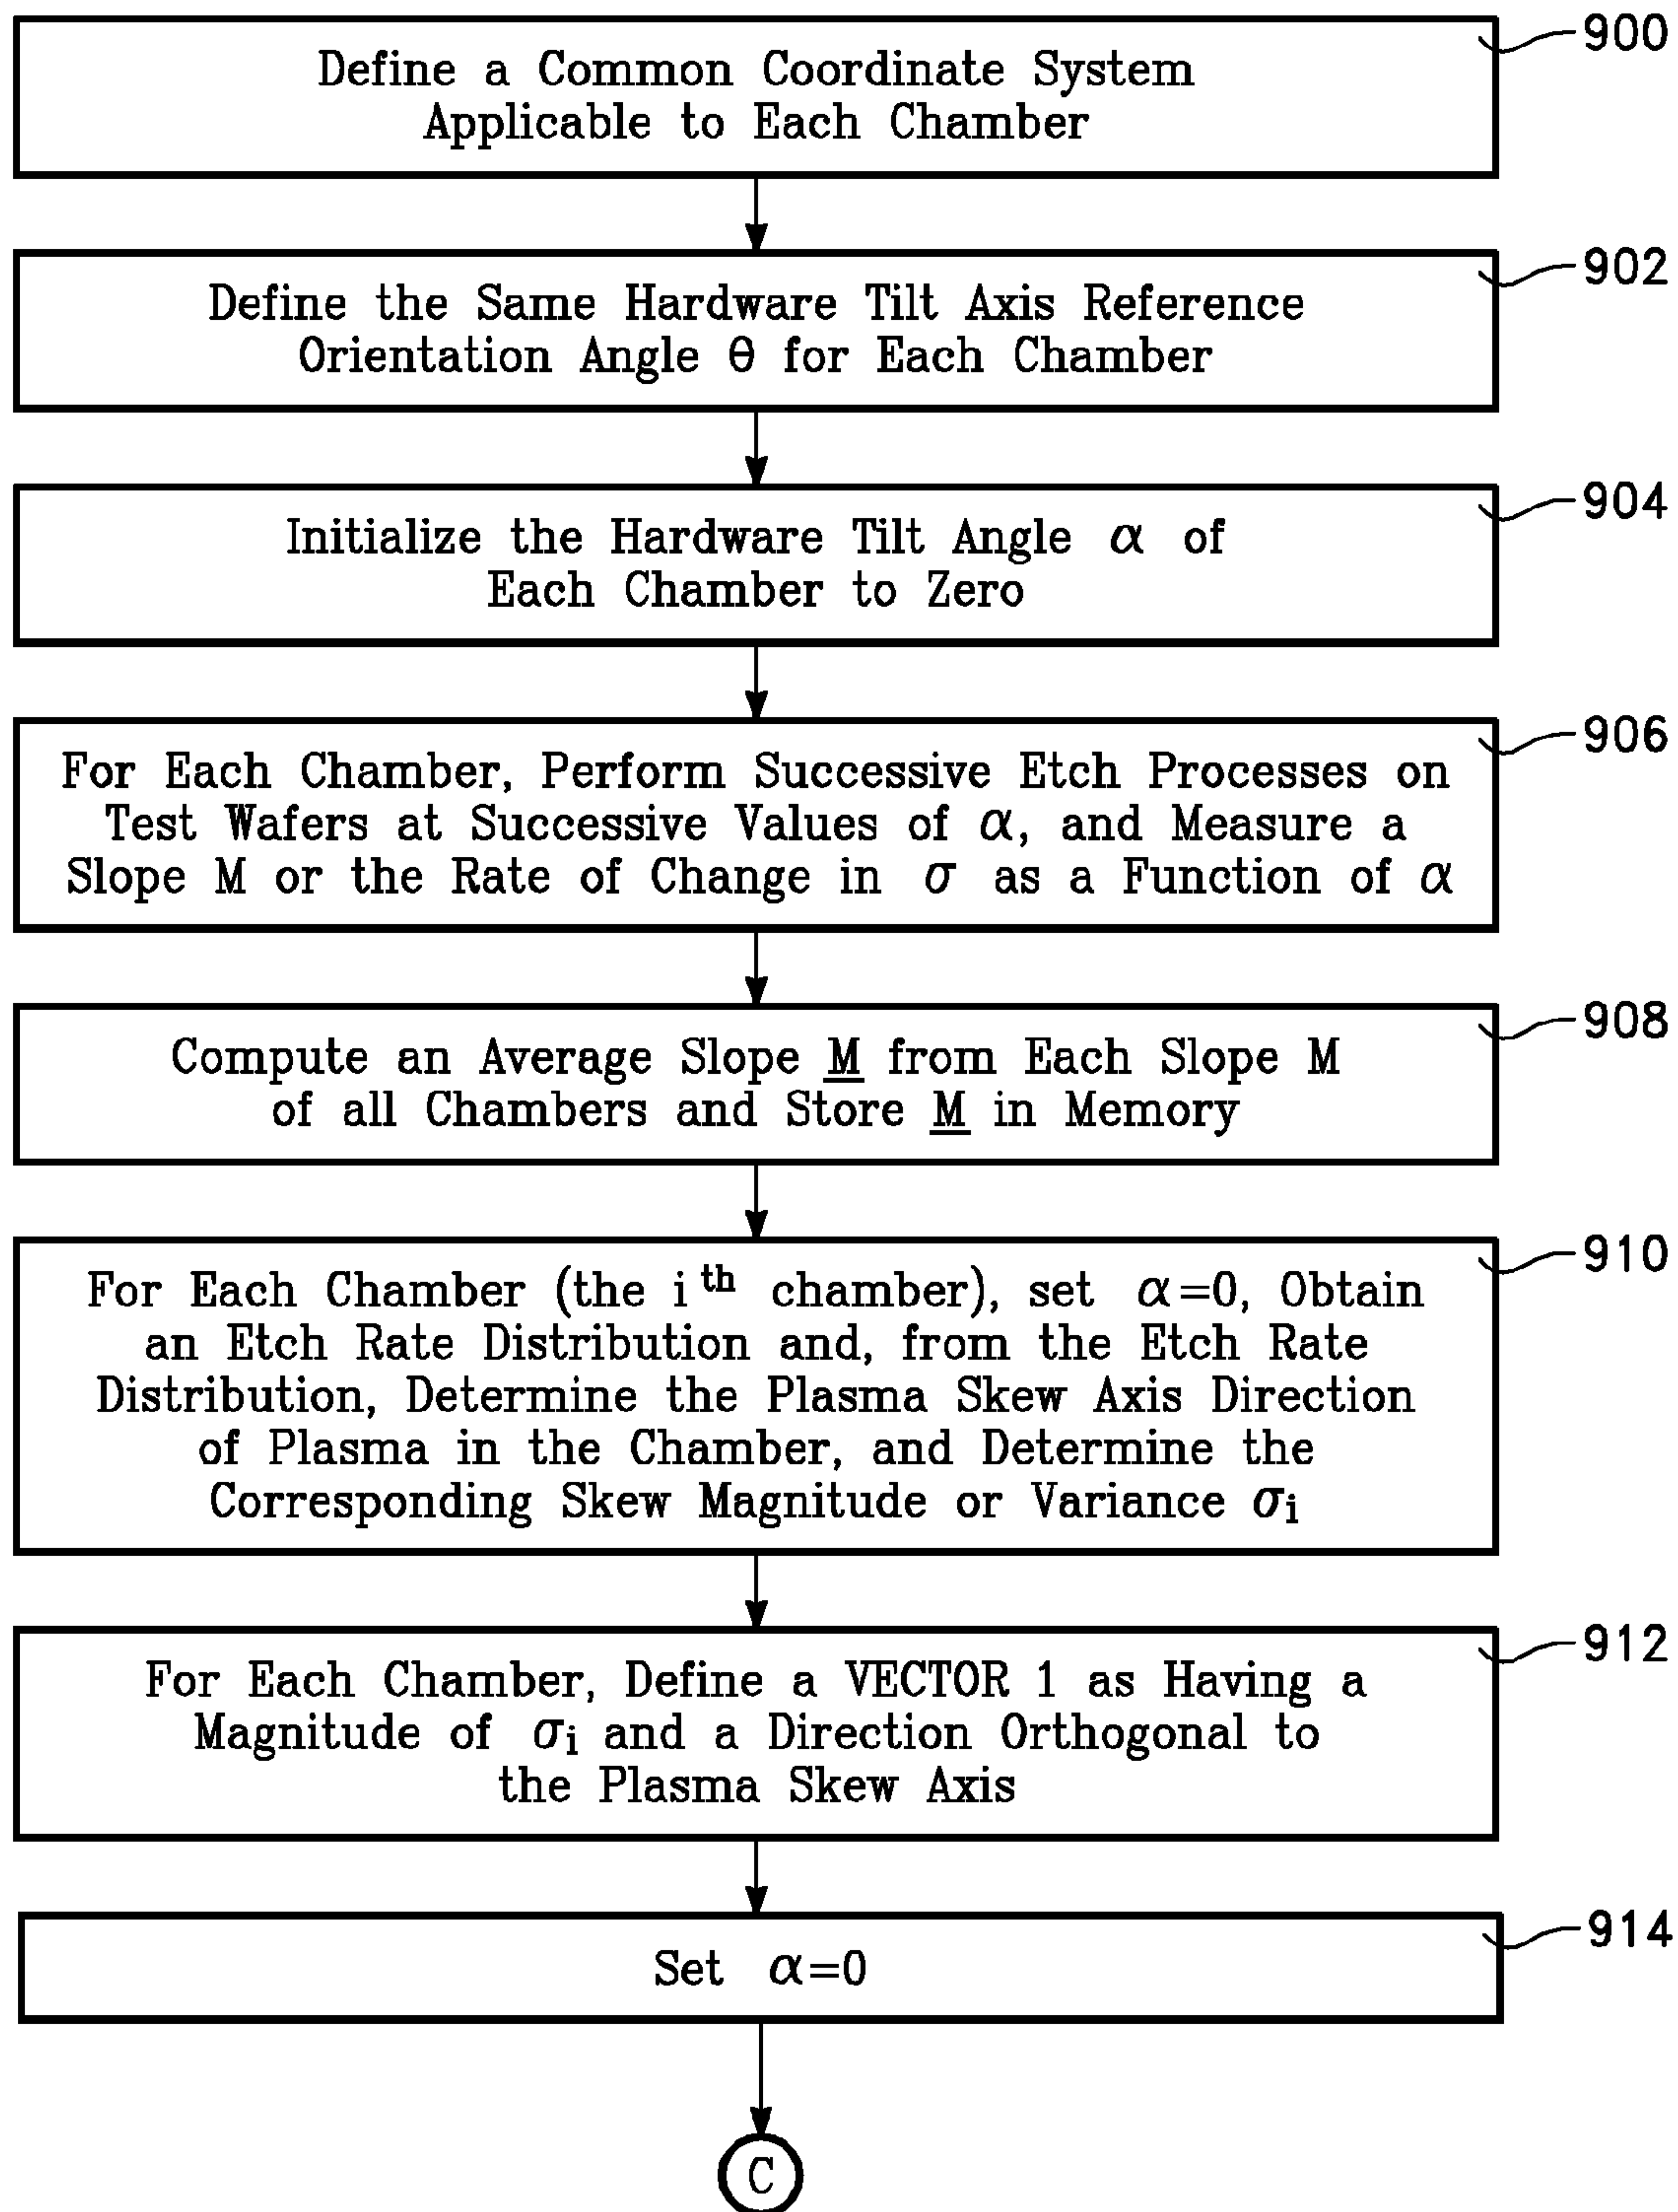 900
Define a Common Coordinate System
Applicable to Each Chamber
902
Define the Same Hardware Tilt Axis Reference
Orientation Angle θ for Each Chamber
904
Initialize the Hardware Tilt Angle α of
Each Chamber to Zero
906
For Each Chamber, Perform Successive Etch Processes on
Test Wafers at Successive Values of α, and Measure a
Slope M or the Rate of Change in σ as a Function of α
908
Compute an Average Slope M from Each Slope M
of all Chambers and Store M in Memory
910
For Each Chamber (the i th chamber), set α=0, Obtain
an Etch Rate Distribution and, from the Etch Rate
Distribution, Determine the Plasma Skew Axis Direction
of Plasma in the Chamber, and Determine the
Corresponding Skew Magnitude or Variance σi
912
For Each Chamber, Define a VECTOR 1 as Having a
Magnitude of σi and a Direction Orthogonal to
the Plasma Skew Axis
914
Set α=0
C